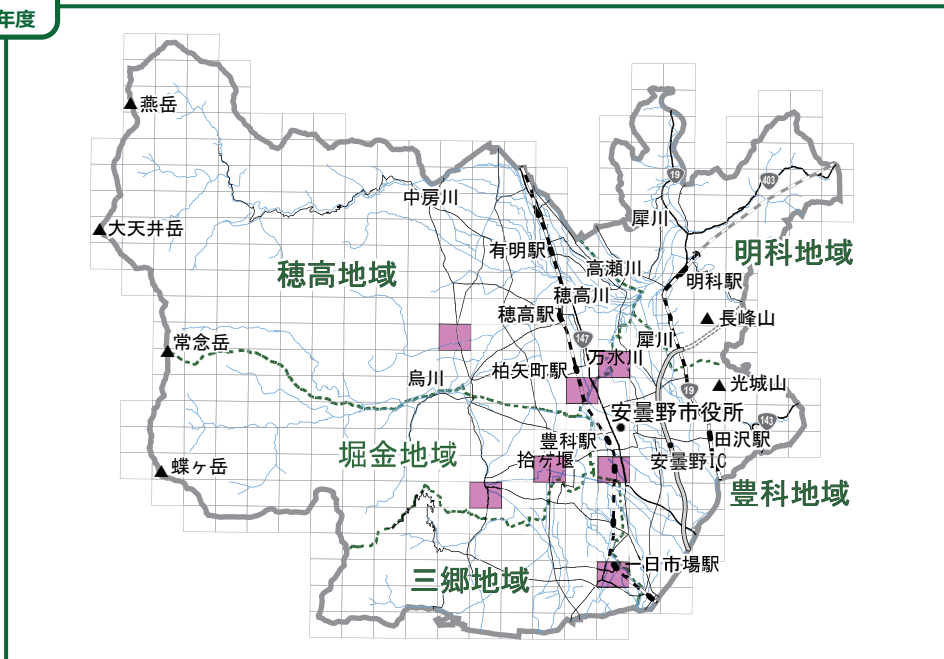 年度
燕岳
19
403
中房川
犀川
大天井岳
有明駅
明科地域
高瀬川
穂高地域
明科駅
穂高川
穂高駅
長峰山
147
犀川
常念岳
万水川
柏矢町駅
烏川
光城山
19
安曇野市役所
143
豊科駅
田沢駅
堀金地域
拾ケ堰
安曇野IC
蝶ヶ岳
豊科地域
一日市場駅
三郷地域